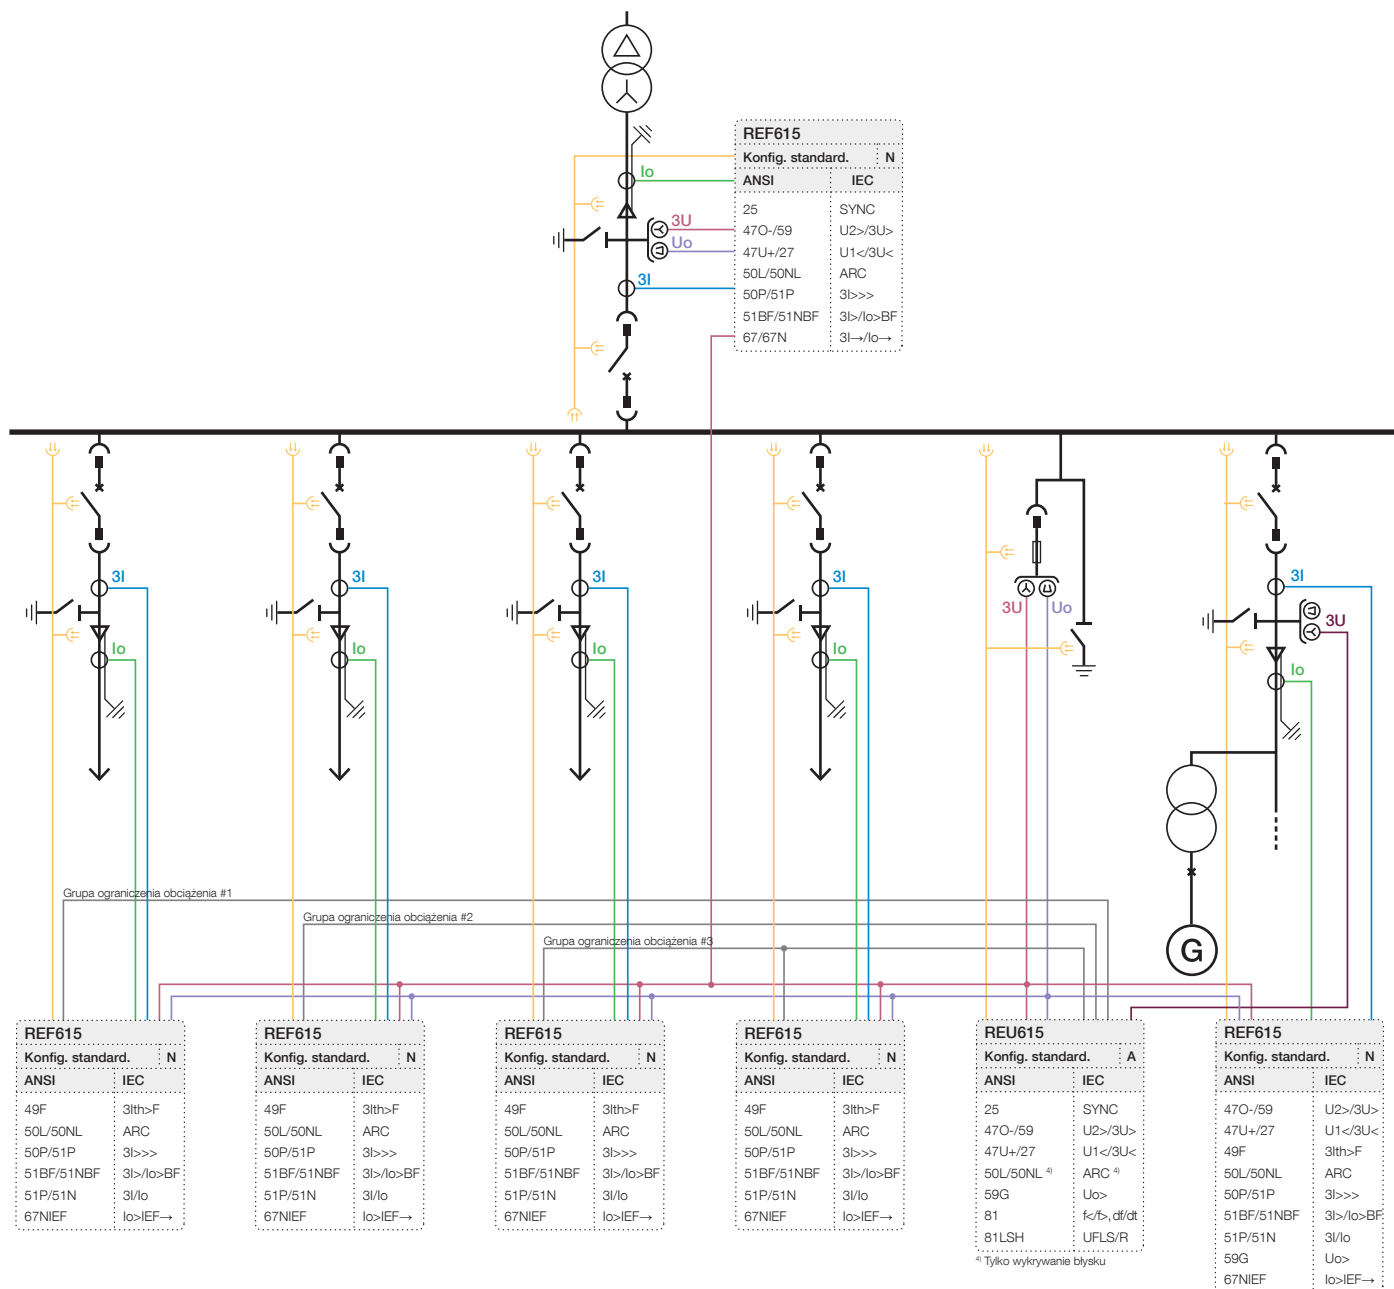 REF615
Konfig. standard. N
ANSI IEC
25 SYNC
47O-/59 U2>/3U>
47U+/27 U1</3U<
50L/50NL ARC
50P/51P 3I>>>
51BF/51NBF 3I>/Io>BF
67/67N 3I→/Io→
Io
3U
Uo
3I
3I
Io
3I
Io
3I
Io
3I
Io
3U Uo
3I
3U
Io
G
Grupa ograniczenia obciążenia #1
Grupa ograniczenia obciążenia #2
Grupa ograniczenia obciążenia #3
REF615
Konfig. standard. N
ANSI IEC
49F 3Ith>F
50L/50NL ARC
50P/51P 3I>>>
51BF/51NBF 3I>/Io>BF
51P/51N 3I/Io
67NIEF Io>IEF→
REF615
Konfig. standard. N
ANSI IEC
49F 3Ith>F
50L/50NL ARC
50P/51P 3I>>>
51BF/51NBF 3I>/Io>BF
51P/51N 3I/Io
67NIEF Io>IEF→
REF615
Konfig. standard. N
ANSI IEC
49F 3Ith>F
50L/50NL ARC
50P/51P 3I>>>
51BF/51NBF 3I>/Io>BF
51P/51N 3I/Io
67NIEF Io>IEF→
REF615
Konfig. standard. N
ANSI IEC
49F 3Ith>F
50L/50NL ARC
50P/51P 3I>>>
51BF/51NBF 3I>/Io>BF
51P/51N 3I/Io
67NIEF Io>IEF→
REU615
Konfig. standard. A
ANSI IEC
25 SYNC
47O-/59 U2>/3U>
47U+/27 U1</3U<
50L/50NL 4) ARC 4)
59G Uo>
81 f</f>, df/dt
81LSH UFLS/R
4) Tylko wykrywanie błysku
REF615
Konfig. standard. N
ANSI IEC
47O-/59 U2>/3U>
47U+/27 U1</3U<
49F 3Ith>F
50L/50NL ARC
50P/51P 3I>>>
51BF/51NBF 3I>/Io>BF
51P/51N 3I/Io
59G Uo>
67NIEF Io>IEF→